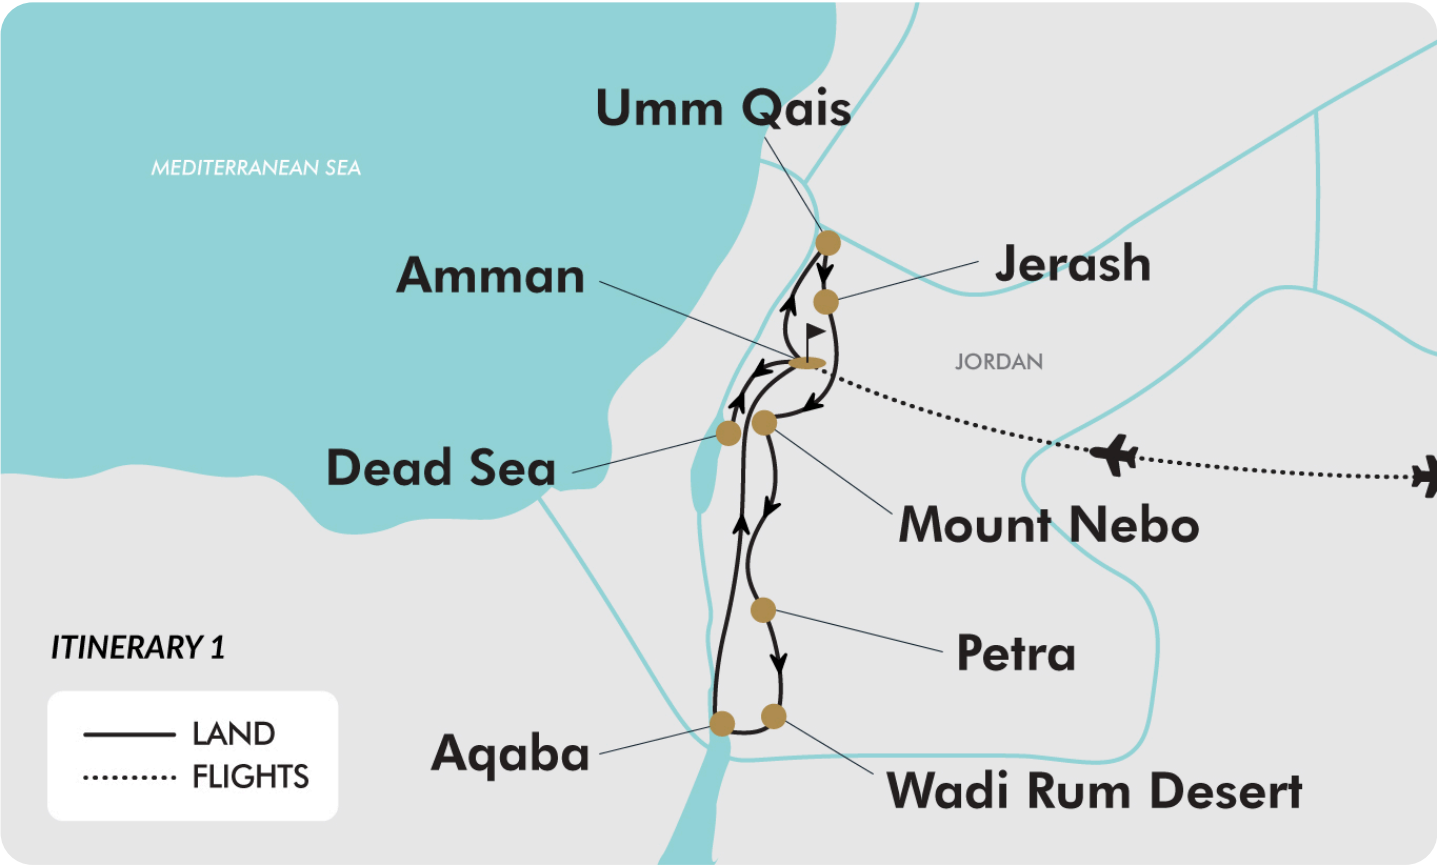 Umm Qais
MEDITERRANEAN SEA
Amman
Jerash
JORDAN
Dead Sea
Mount Nebo
Petra
ITINERARY 1
LAND
FLIGHTS
Aqaba
Wadi Rum Desert